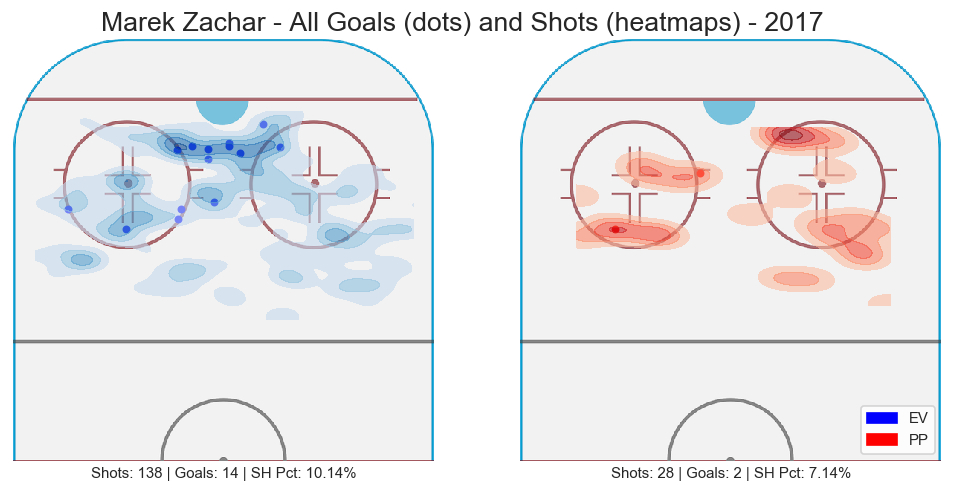 Marek Zachar - All Goals (dots) and Shots (heatmaps) - 2017
EV
PP
Shots: 138 | Goals: 14 | SH Pct: 10.14%
Shots: 28 | Goals: 2 | SH Pct: 7.14%